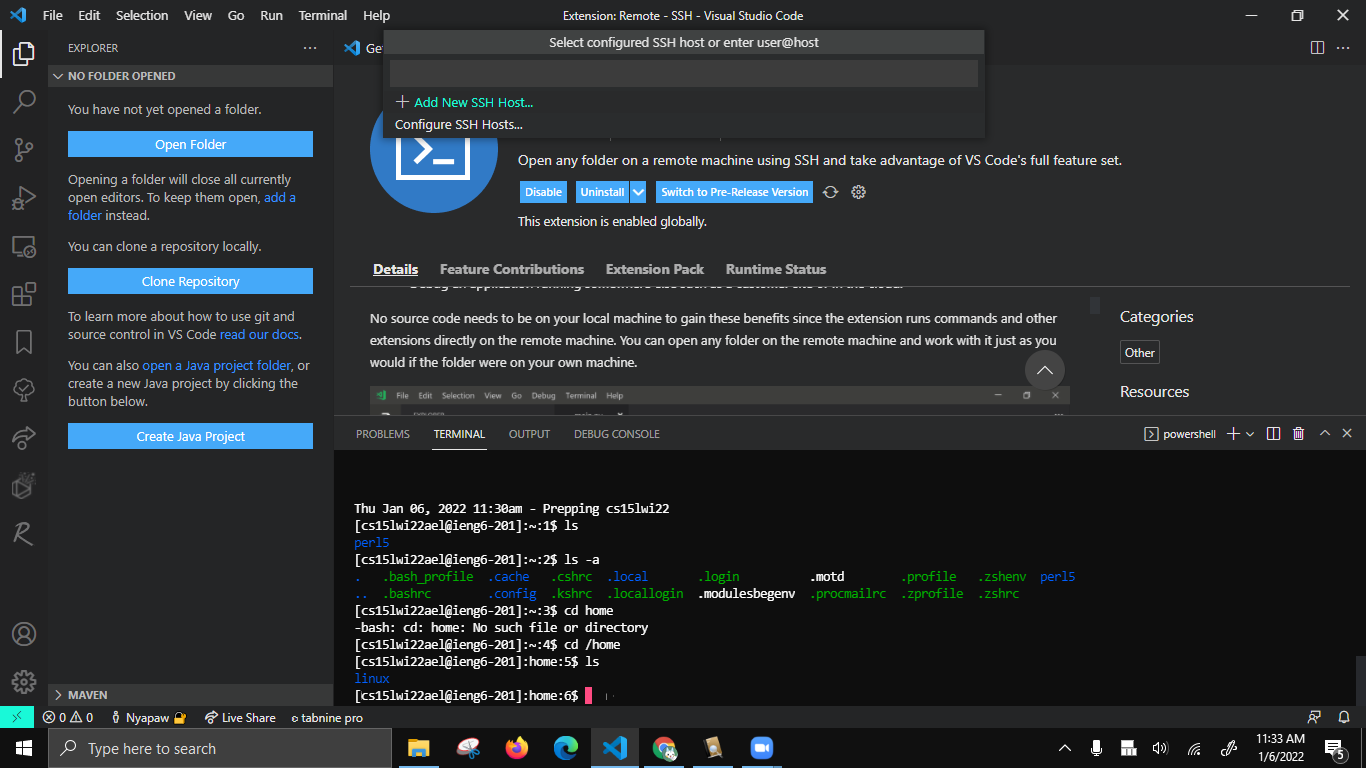 File Edit Selection View Go Run Terminal Help
Extension: Remote - SSH - Visual Studio Code
EXPLORER
NO FOLDER OPENED
You have not yet opened a folder.
Open Folder
Opening a folder will close all currently
open editors. To keep them open, add a
folder instead.
You can clone a repository locally.
Clone Repository
To learn more about how to use git and
source control in VS Code read our docs.
You can also open a Java project folder, or
create a new Java project by clicking the
button below.
Create Java Project
MAVEN
Select configured SSH host or enter user@host
Add New SSH Host...
Configure SSH Hosts...
Open any folder on a remote machine using SSH and take advantage of VS Code's full feature set.
Disable Uninstall Switch to Pre-Release Version
This extension is enabled globally.
Details Feature Contributions Extension Pack Runtime Status
No source code needs to be on your local machine to gain these benefits since the extension runs commands and other
extensions directly on the remote machine. You can open any folder on the remote machine and work with it just as you
would if the folder were on your own machine.
File Edit Selection View Go Debug Terminal Help
Categories
Other
Resources
PROBLEMS TERMINAL OUTPUT DEBUG CONSOLE
powershell
Thu Jan 06, 2022 11:30am - Prepping cs15lwi22
[cs15lwi22ael@ieng6-201]:~:1$ ls
perl5
[cs15lwi22ael@ieng6-201]:~:2$ ls -a
. .bash_profile .cache .cshrc .local .login .motd .profile .zshenv perl5
.. .bashrc .config .kshrc .locallogin .modulesbegenv .procmailrc .zprofile .zshrc
[cs15lwi22ael@ieng6-201]:~:3$ cd home
-bash: cd: home: No such file or directory
[cs15lwi22ael@ieng6-201]:~:4$ cd /home
[cs15lwi22ael@ieng6-201]:home:5$ ls
linux
[cs15lwi22ael@ieng6-201]:home:6$
0 0 Nyapaw Live Share tabnine pro
Type here to search
11:33 AM
1/6/2022
5